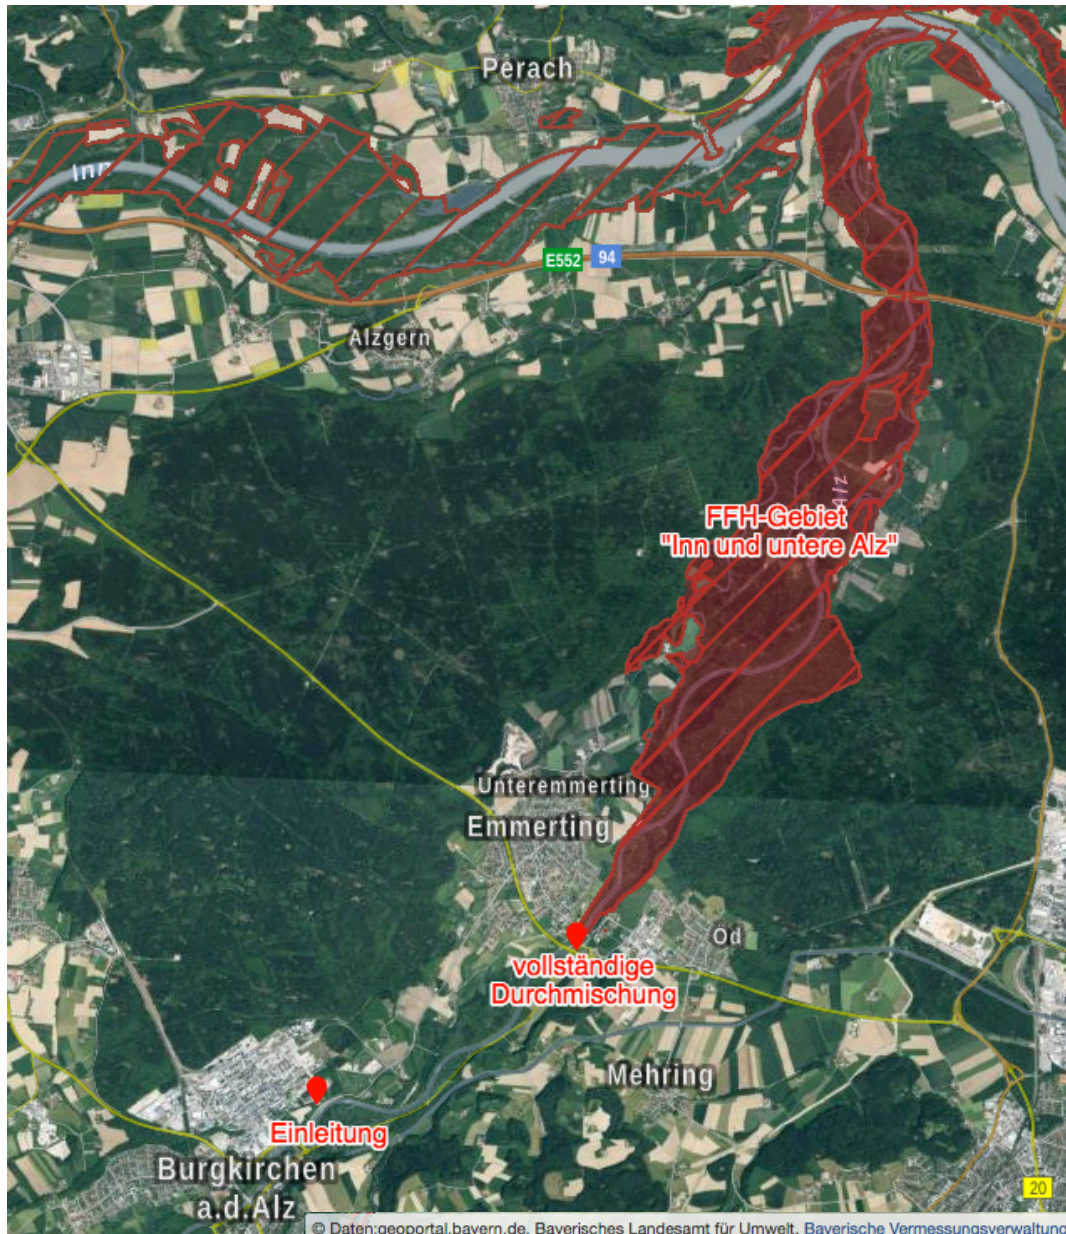 Perach
Inn
E552
94
Alzgern
Alz
FFH-Gebiet
"Inn und untere Alz"
Unteremmerting
Emmerting
Öd
vollständige
Durchmischung
Mehring
Einleitung
Burgkirchen
a.d.Alz
20
© Daten:geoportal.bayern.de, Bayerisches Landesamt für Umwelt, Bayerische Vermessungsverwaltung